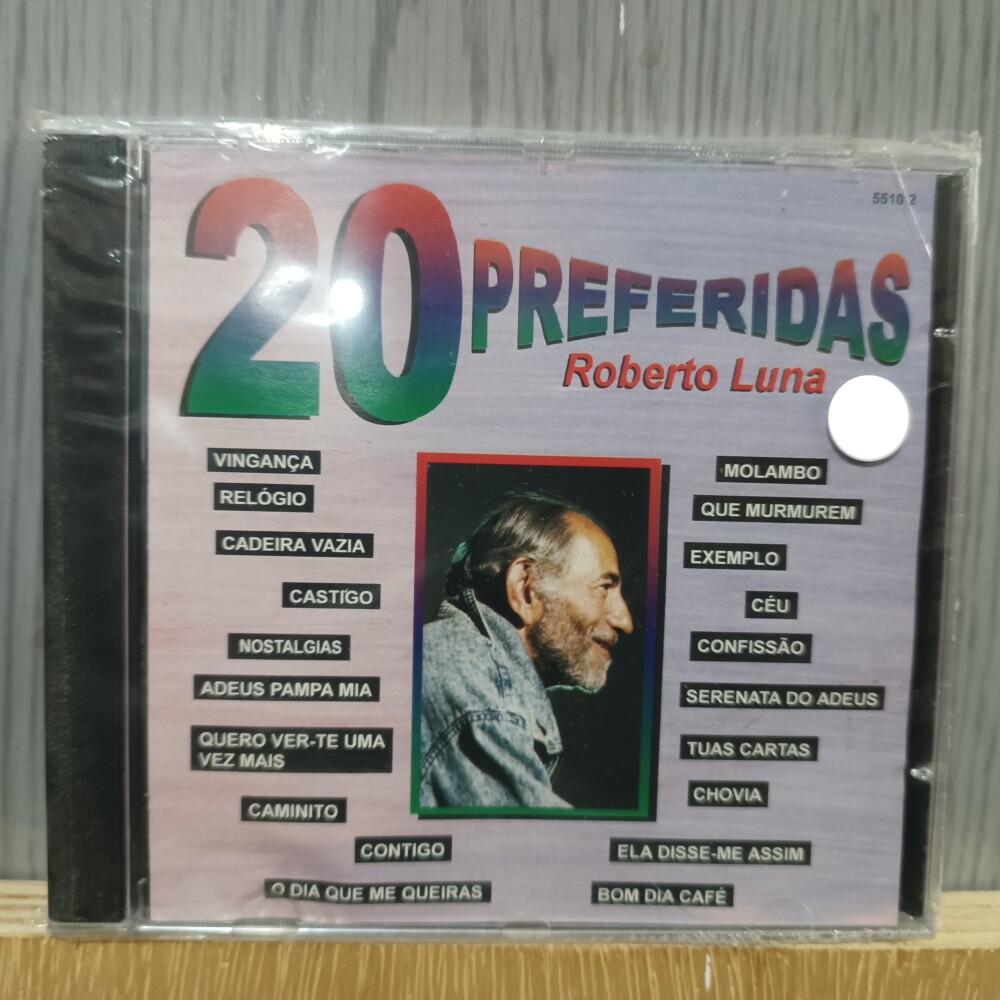 5510 2
20 PREFERIDAS
Roberto Luna
VINGANÇA
RELÓGIO
CADEIRA VAZIA
CASTIGO
NOSTALGIAS
ADEUS PAMPA MIA
QUERO VER-TE UMA
VEZ MAIS
CAMINITO
CONTIGO
O DIA QUE ME QUEIRAS
MOLAMBO
QUE MURMUREM
EXEMPLO
CÉU
CONFISSÃO
SERENATA DO ADEUS
TUAS CARTAS
CHOVIA
ELA DISSE-ME ASSIM
BOM DIA CAFÉ